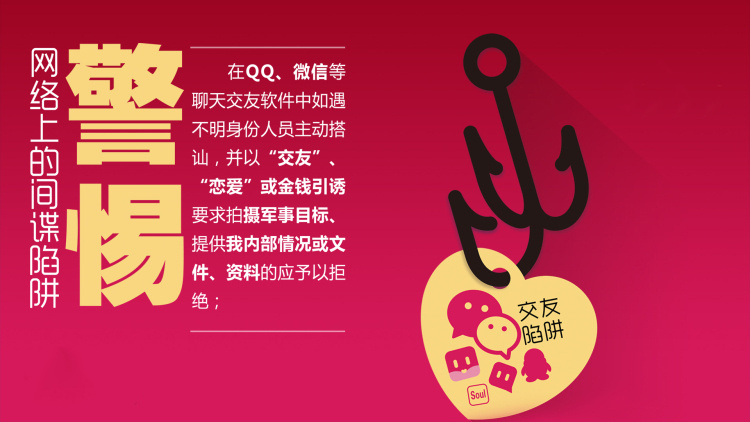 网络上的间谍陷阱
警惕
在QQ、微信等
聊天交友软件中如遇
不明身份人员主动搭
讪，并以“交友”、
“恋爱”或金钱引诱
要求拍摄军事目标、
提供我内部情况或文
件、资料的应予以拒
绝；
交友
陷阱
Soul